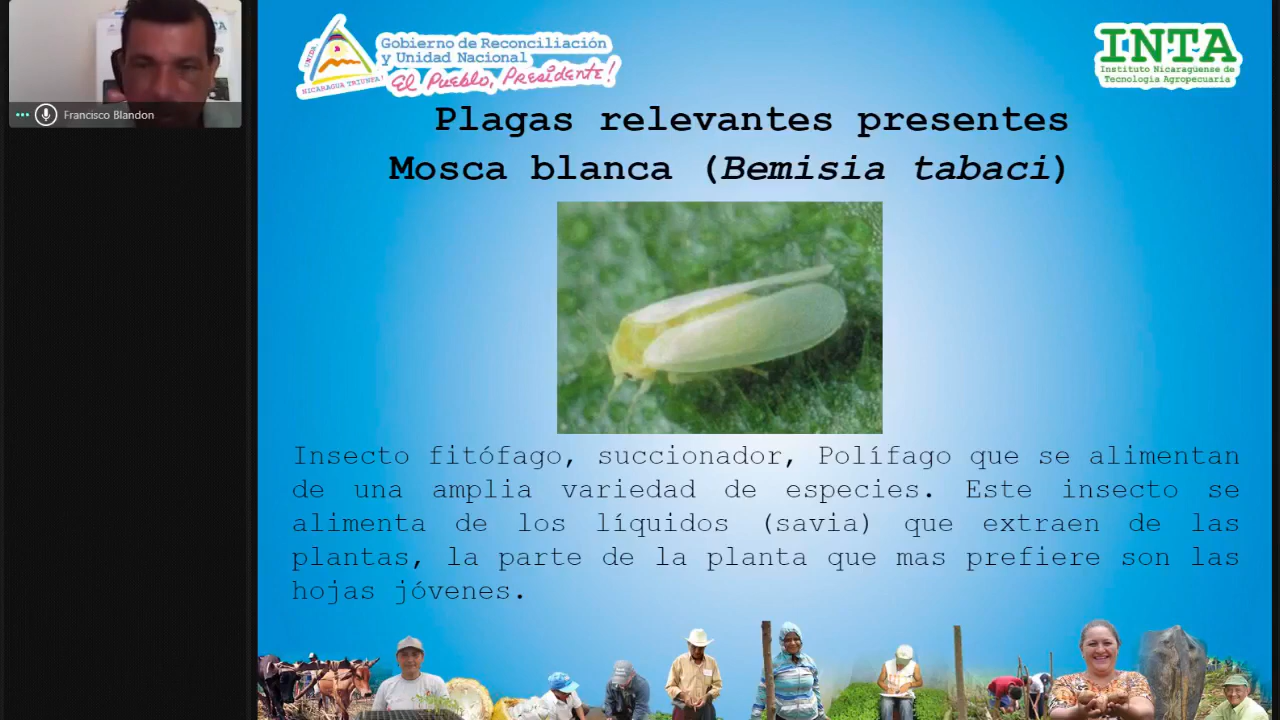 Francisco Blandon
UNIDA,
NICARAGUA TRIUNFA!
Gobierno de Reconciliación
y Unidad Nacional
El Pueblo, Presidente!
INTA
Instituto Nicaragüense de
Tecnología Agropecuaria
Plagas relevantes presentes
Mosca blanca (Bemisia tabaci)
Insecto fitófago, succionador, Polífago que se alimentan
de una amplia variedad de especies. Este insecto se
alimenta de los líquidos (savia) que extraen de las
plantas, la parte de la planta que mas prefiere son las
hojas jóvenes.